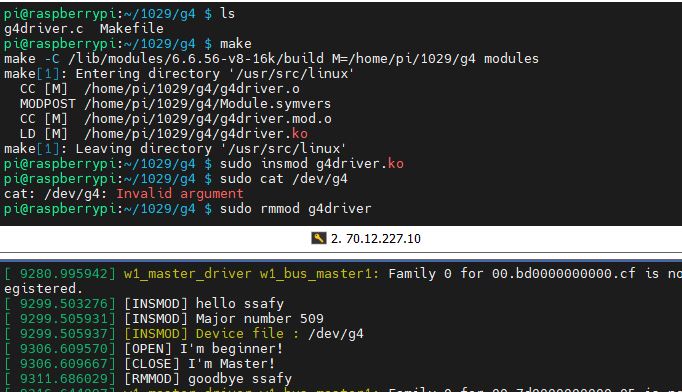 pi@raspberrypi:~/1029/g4 $ ls
g4driver.c  Makefile
pi@raspberrypi:~/1029/g4 $ make
make -C /lib/modules/6.6.56-v8-16k/build M=/home/pi/1029/g4 modules
make[1]: Entering directory '/usr/src/linux'
  CC [M]  /home/pi/1029/g4/g4driver.o
  MODPOST /home/pi/1029/g4/Module.symvers
  CC [M]  /home/pi/1029/g4/g4driver.mod.o
  LD [M]  /home/pi/1029/g4/g4driver.ko
make[1]: Leaving directory '/usr/src/linux'
pi@raspberrypi:~/1029/g4 $ sudo insmod g4driver.ko
pi@raspberrypi:~/1029/g4 $ sudo cat /dev/g4
cat: /dev/g4: Invalid argument
pi@raspberrypi:~/1029/g4 $ sudo rmmod g4driver
2. 70.12.227.10
[ 9280.995942] w1_master_driver w1_bus_master1: Family 0 for 00.bd0000000000.cf is no
egistered.
[ 9299.503276] [INSMOD] hello ssafy
[ 9299.505931] [INSMOD] Major number 509
[ 9299.505937] [INSMOD] Device file : /dev/g4
[ 9306.609570] [OPEN] I'm beginner!
[ 9306.609667] [CLOSE] I'm Master!
[ 9311.686029] [RMMOD] goodbye ssafy